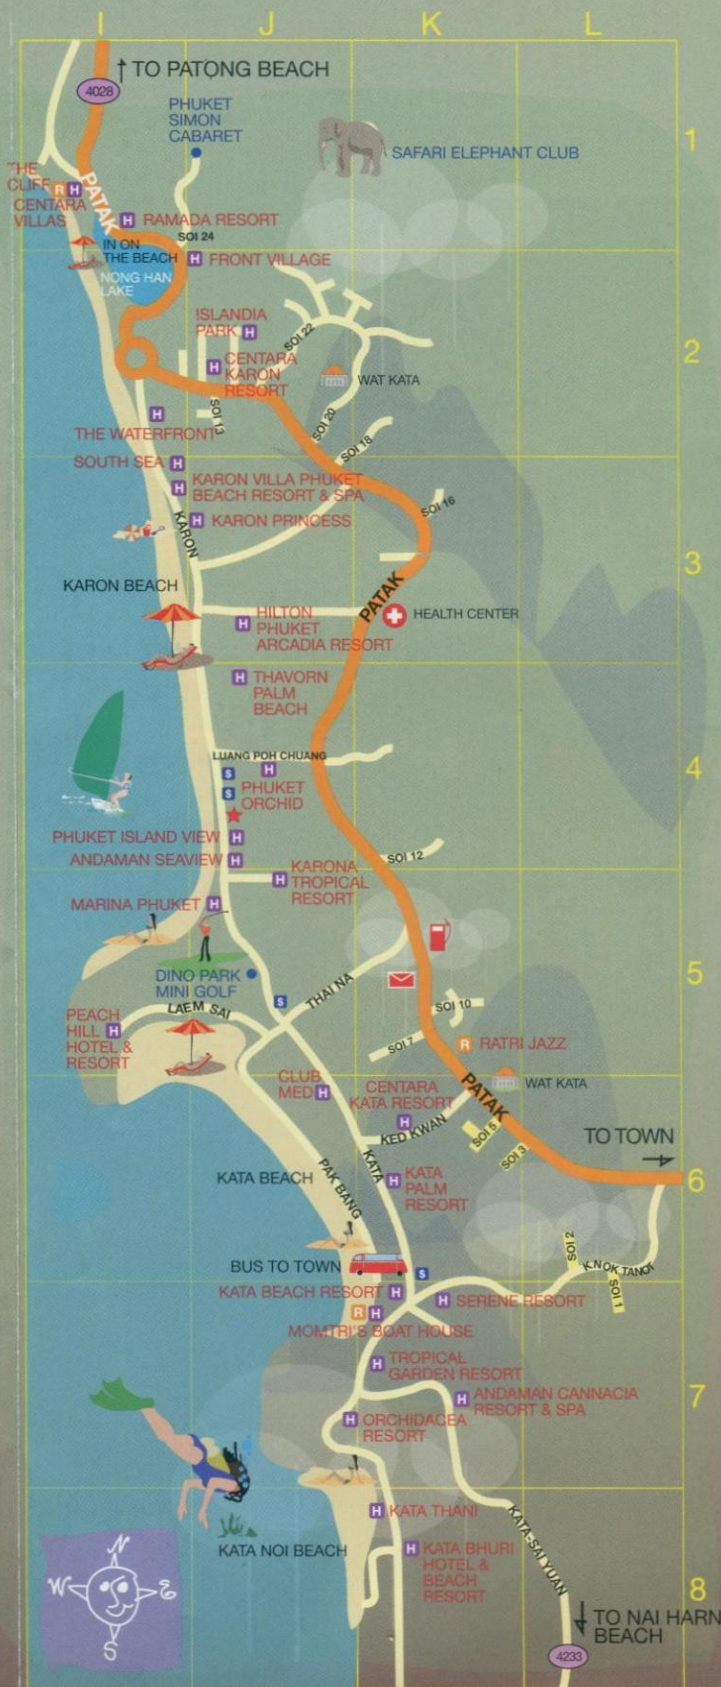 I J K L
TO PATONG BEACH
4028
PHUKET
SIMON
CABARET
1
SAFARI ELEPHANT CLUB
THE
CLIFF
R H
CENTARA
VILLAS
PATAK
H RAMADA RESORT
SOI 24
IN ON
THE BEACH
H FRONT VILLAGE
NONG HAN
LAKE
ISLANDIA
PARK H
SOI 22
2
H CENTARA
KARON
RESORT
WAT KATA
H
THE WATERFRONT
SOI 13
SOI 20
SOI 18
SOUTH SEA H
H KARON VILLA PHUKET
BEACH RESORT & SPA
SOI 16
H KARON PRINCESS
KARON
3
KARON BEACH
PATAK
H HILTON
PHUKET
ARCADIA RESORT
HEALTH CENTER
H THAVORN
PALM
BEACH
LUANG POH CHUANG
4
S H
S PHUKET
ORCHID
PHUKET ISLAND VIEW H
ANDAMAN SEAVIEW H
SOI 12
H KARONA
TROPICAL
RESORT
MARINA PHUKET H
DINO PARK
MINI GOLF
5
S
THAI NA
SOI 10
LAEM SAI
PEACH
HILL H
HOTEL &
RESORT
SOI 7
R RATRI JAZZ
CLUB
MED H
CENTARA
KATA RESORT
H
WAT KATA
PATAK
KED KWAN
SOI 5
SOI 3
TO TOWN
6
KATA BEACH
PAK BANG
KATA
H KATA
PALM
RESORT
BUS TO TOWN
S
SOI 2
K.NOK TANOI
SOI 1
KATA BEACH RESORT H
H SERENE RESORT
R H
MOMTRI'S BOAT HOUSE
H TROPICAL
GARDEN RESORT
7
H ANDAMAN CANNACIA
RESORT & SPA
H ORCHIDACEA
RESORT
H KATA THANI
KATA-SAI YUAN
KATA NOI BEACH
H KATA BHURI
HOTEL &
BEACH
RESORT
8
N
W E
S
TO NAI HARN
BEACH
4233